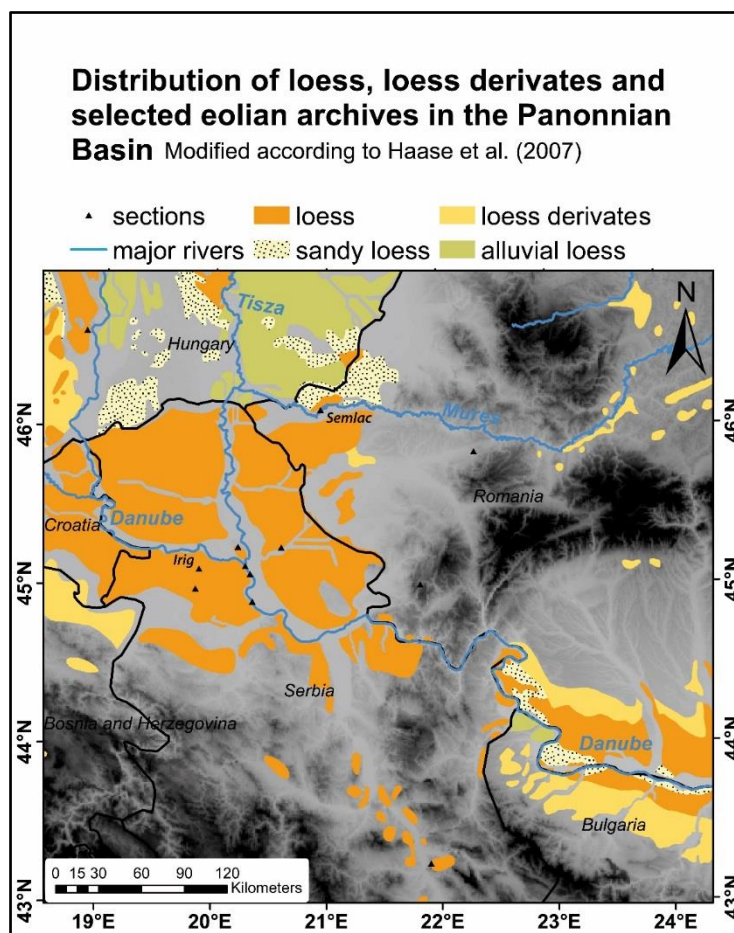 Distribution of loess, loess derivates and
selected eolian archives in the Panonnian
Basin Modified according to Haase et al. (2007)
sections loess loess derivates
major rivers sandy loess alluvial loess
Tisza
N
Hungary
46°N 46°N
Semlac
Mures
Romania
Croatia Danube
Irig
45°N 45°N
Serbia
Bosnia and Herzegovina
44°N Danube 44°N
Bulgaria
0 15 30 60 90 120
Kilometers
43°N 43°N
19°E 20°E 21°E 22°E 23°E 24°E